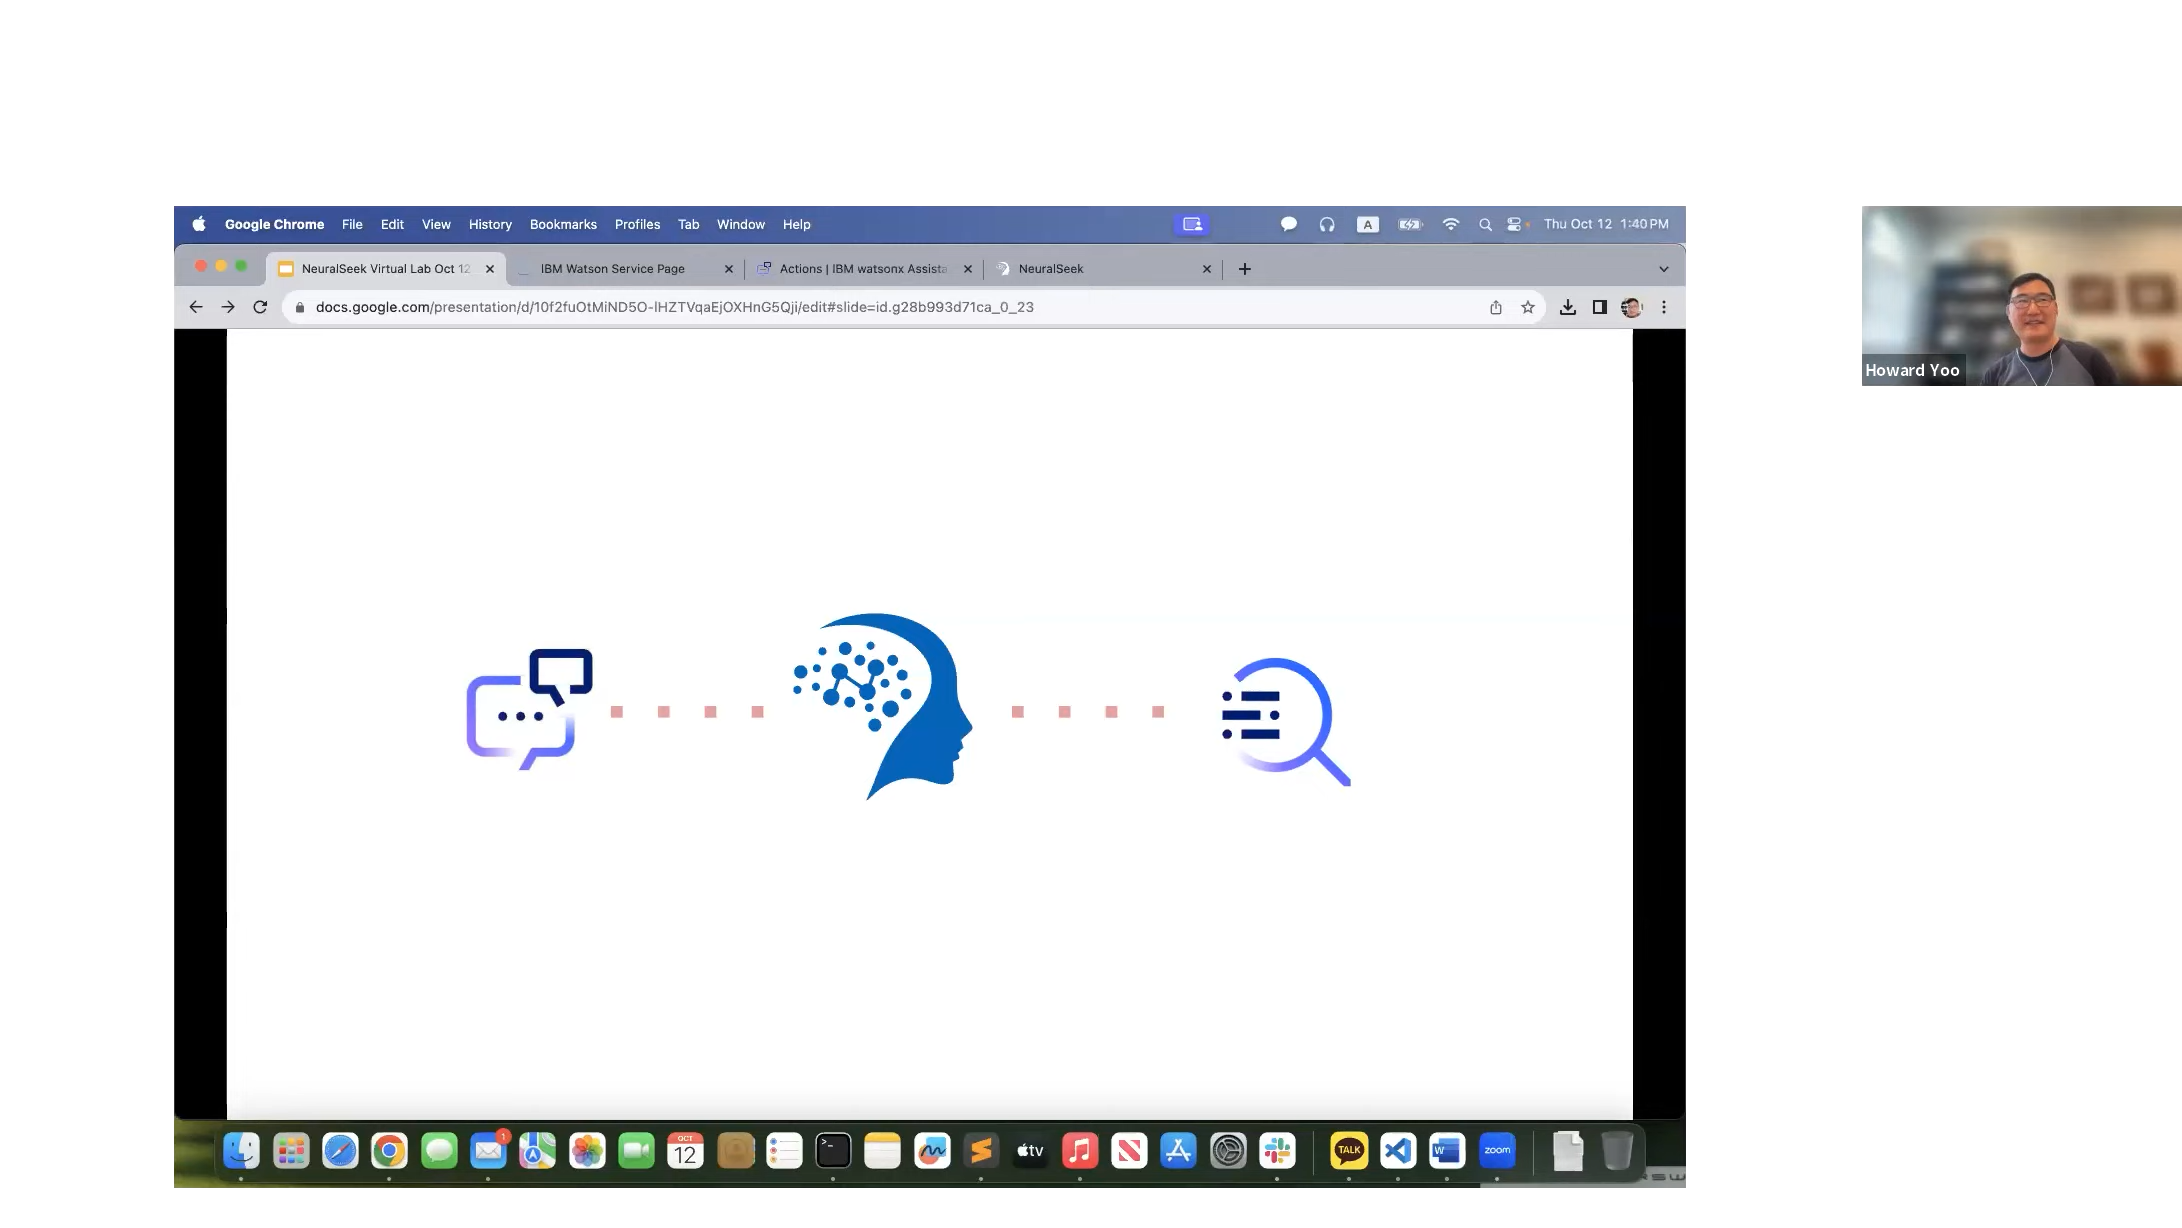 Google Chrome File Edit View History Bookmarks Profiles Tab Window Help A Thu Oct 12 1:40 PM
NeuralSeek Virtual Lab Oct 12 IBM Watson Service Page Actions | IBM watsonx Assista NeuralSeek
docs.google.com/presentation/d/10f2fuOtMiND5O-IHZTVqaEjOXHnG5Qji/edit#slide=id.g28b993d71ca_0_23
Howard Yoo
1
OCT
12
>_
tv
TALK
W
zoom